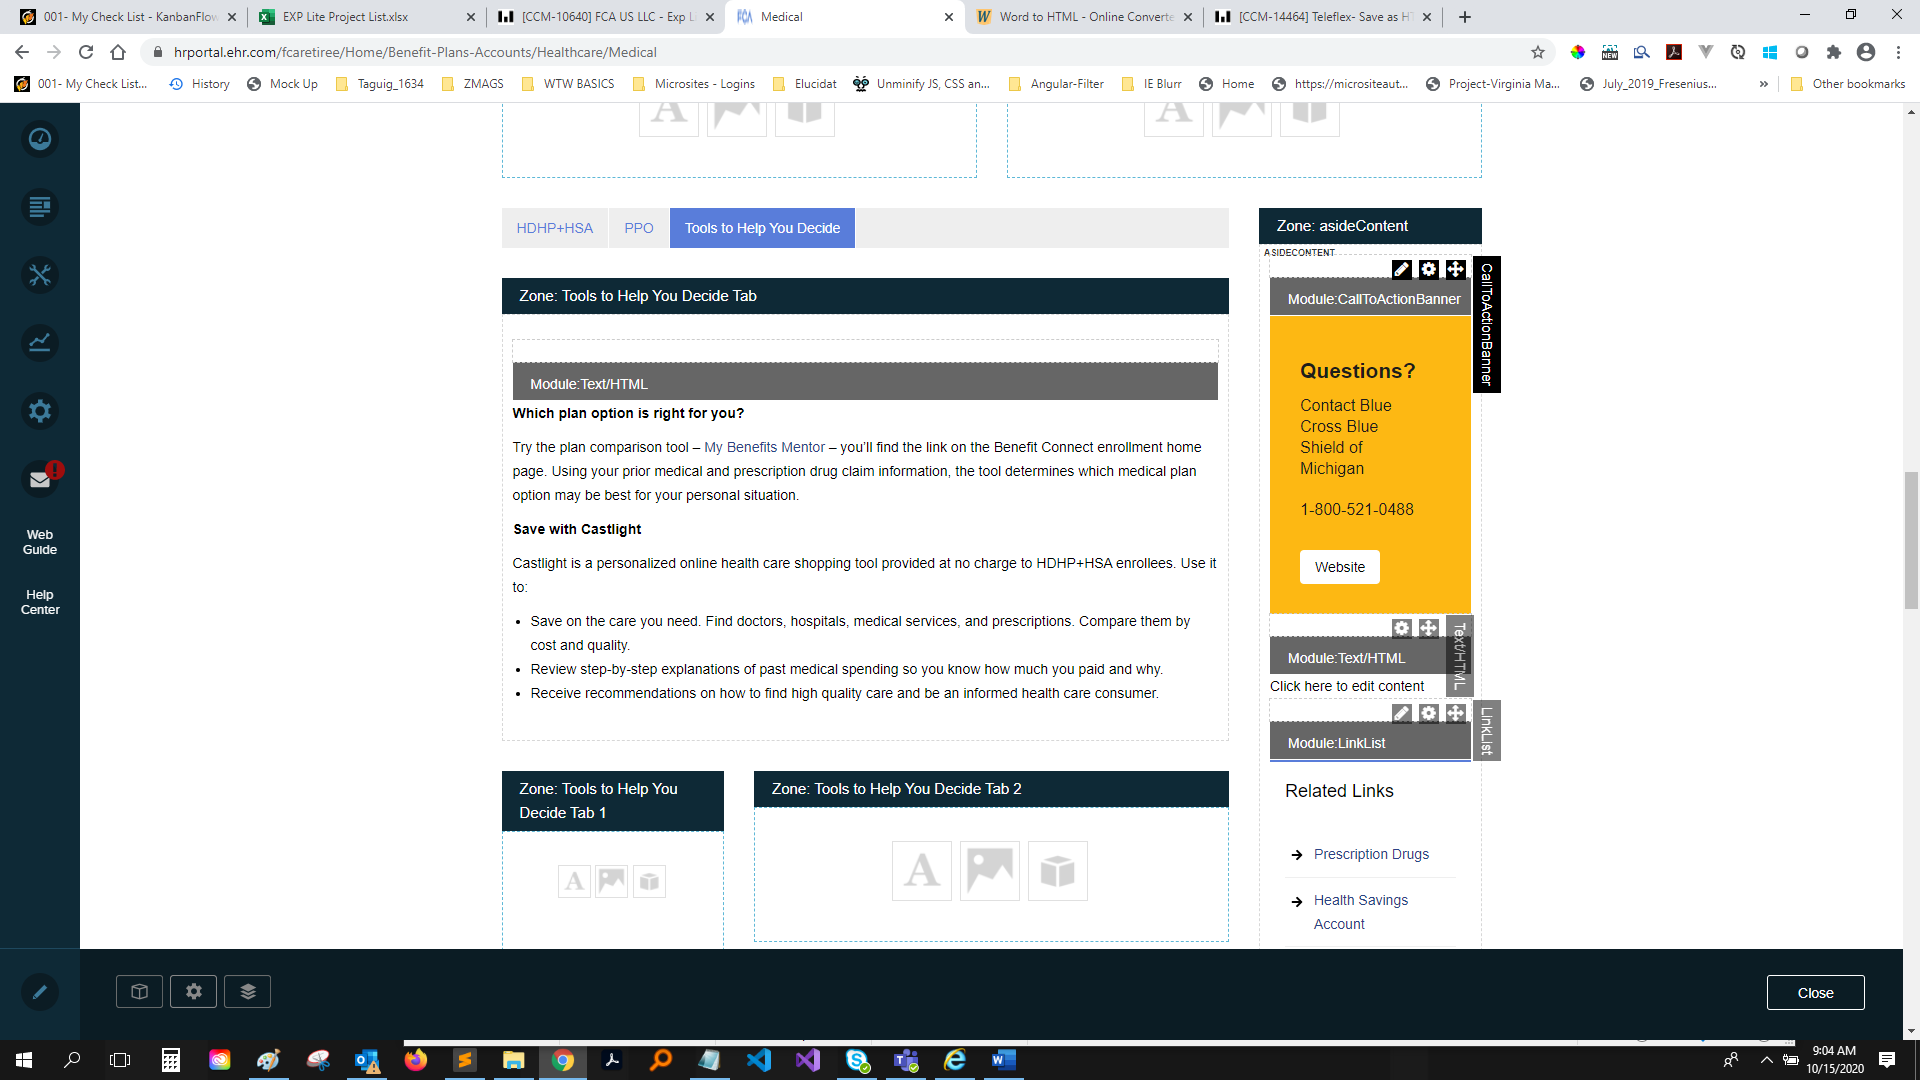 001- My Check List - KanbanFlow
EXP Lite Project List.xlsx
[CCM-10640] FCA US LLC - Exp Li
Medical
Word to HTML - Online Converte
[CCM-14464] Teleflex- Save as HT
hrportal.ehr.com/fcaretiree/Home/Benefit-Plans-Accounts/Healthcare/Medical
001- My Check List...
History
Mock Up
Taguig_1634
ZMAGS
WTW BASICS
Microsites - Logins
Elucidat
Unminify JS, CSS an...
Angular-Filter
IE Blurr
Home
https://micrositeaut...
Project-Virginia Ma...
July_2019_Fresenius...
»
Other bookmarks
HDHP+HSA
PPO
Tools to Help You Decide
Zone: Tools to Help You Decide Tab
Module:Text/HTML
Which plan option is right for you?
Try the plan comparison tool – My Benefits Mentor – you’ll find the link on the Benefit Connect enrollment home
page. Using your prior medical and prescription drug claim information, the tool determines which medical plan
option may be best for your personal situation.
Save with Castlight
Castlight is a personalized online health care shopping tool provided at no charge to HDHP+HSA enrollees. Use it
to:
• Save on the care you need. Find doctors, hospitals, medical services, and prescriptions. Compare them by
cost and quality.
• Review step-by-step explanations of past medical spending so you know how much you paid and why.
• Receive recommendations on how to find high quality care and be an informed health care consumer.
Zone: Tools to Help You
Decide Tab 1
Zone: Tools to Help You Decide Tab 2
Zone: asideContent
ASIDECONTENT
CallToActionBanner
Module:CallToActionBanner
Questions?
Contact Blue
Cross Blue
Shield of
Michigan
1-800-521-0488
Website
Text/HTML
Module:Text/HTML
Click here to edit content
LinkList
Module:LinkList
Related Links
Prescription Drugs
Health Savings
Account
Web
Guide
Help
Center
Close
9:04 AM
10/15/2020